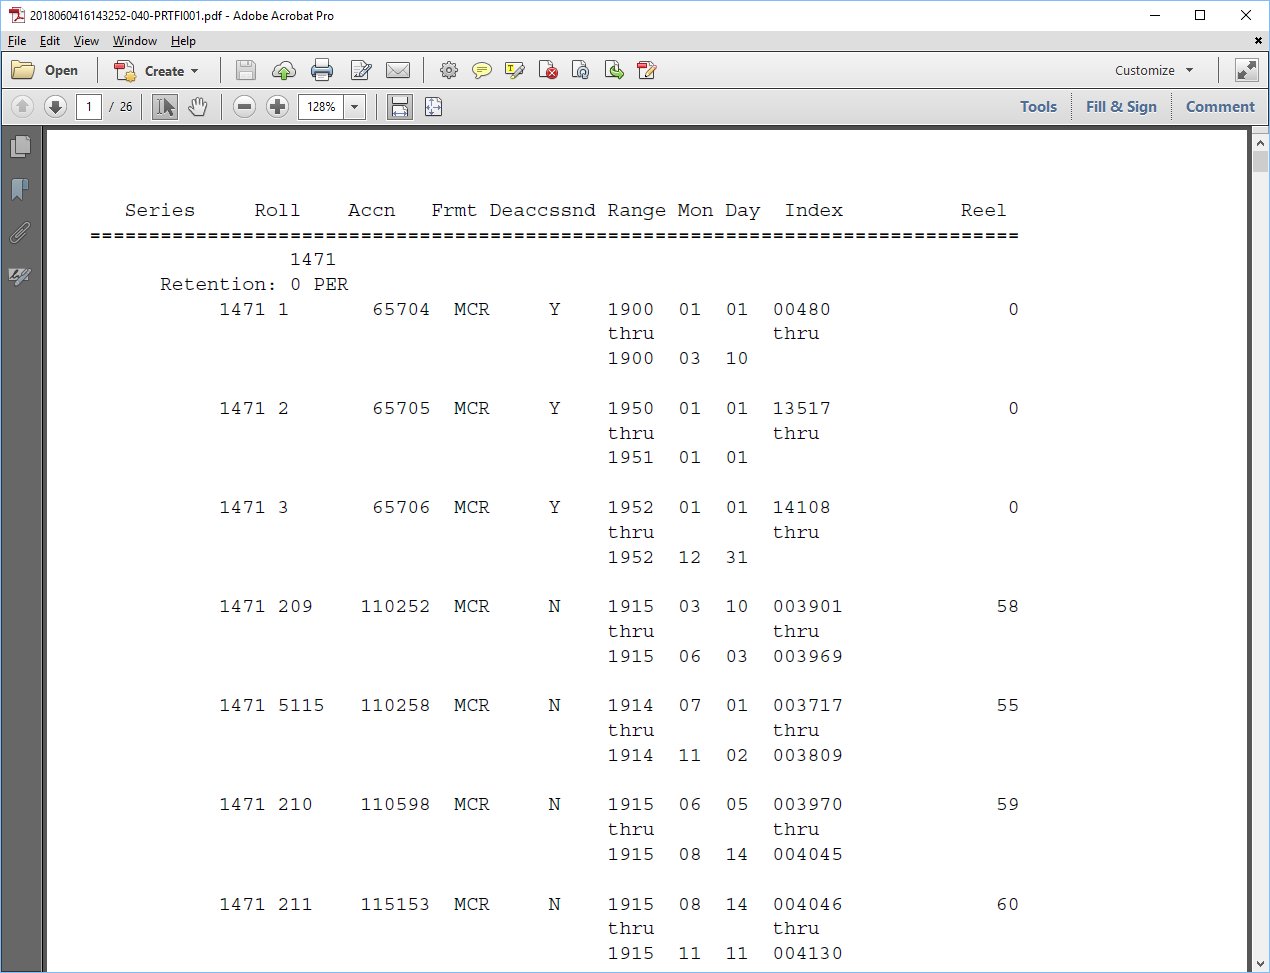 2018060416143252-040-PRTFI001.pdf - Adobe Acrobat Pro
File Edit View Window Help
Open Create Customize
1 / 26 128% Tools Fill & Sign Comment
Series Roll Accn Frmt Deaccssnd Range Mon Day Index Reel
===============================================================================
1471
Retention: 0 PER
1471 1 65704 MCR Y 1900 01 01 00480 0
thru thru
1900 03 10
1471 2 65705 MCR Y 1950 01 01 13517 0
thru thru
1951 01 01
1471 3 65706 MCR Y 1952 01 01 14108 0
thru thru
1952 12 31
1471 209 110252 MCR N 1915 03 10 003901 58
thru thru
1915 06 03 003969
1471 5115 110258 MCR N 1914 07 01 003717 55
thru thru
1914 11 02 003809
1471 210 110598 MCR N 1915 06 05 003970 59
thru thru
1915 08 14 004045
1471 211 115153 MCR N 1915 08 14 004046 60
thru thru
1915 11 11 004130